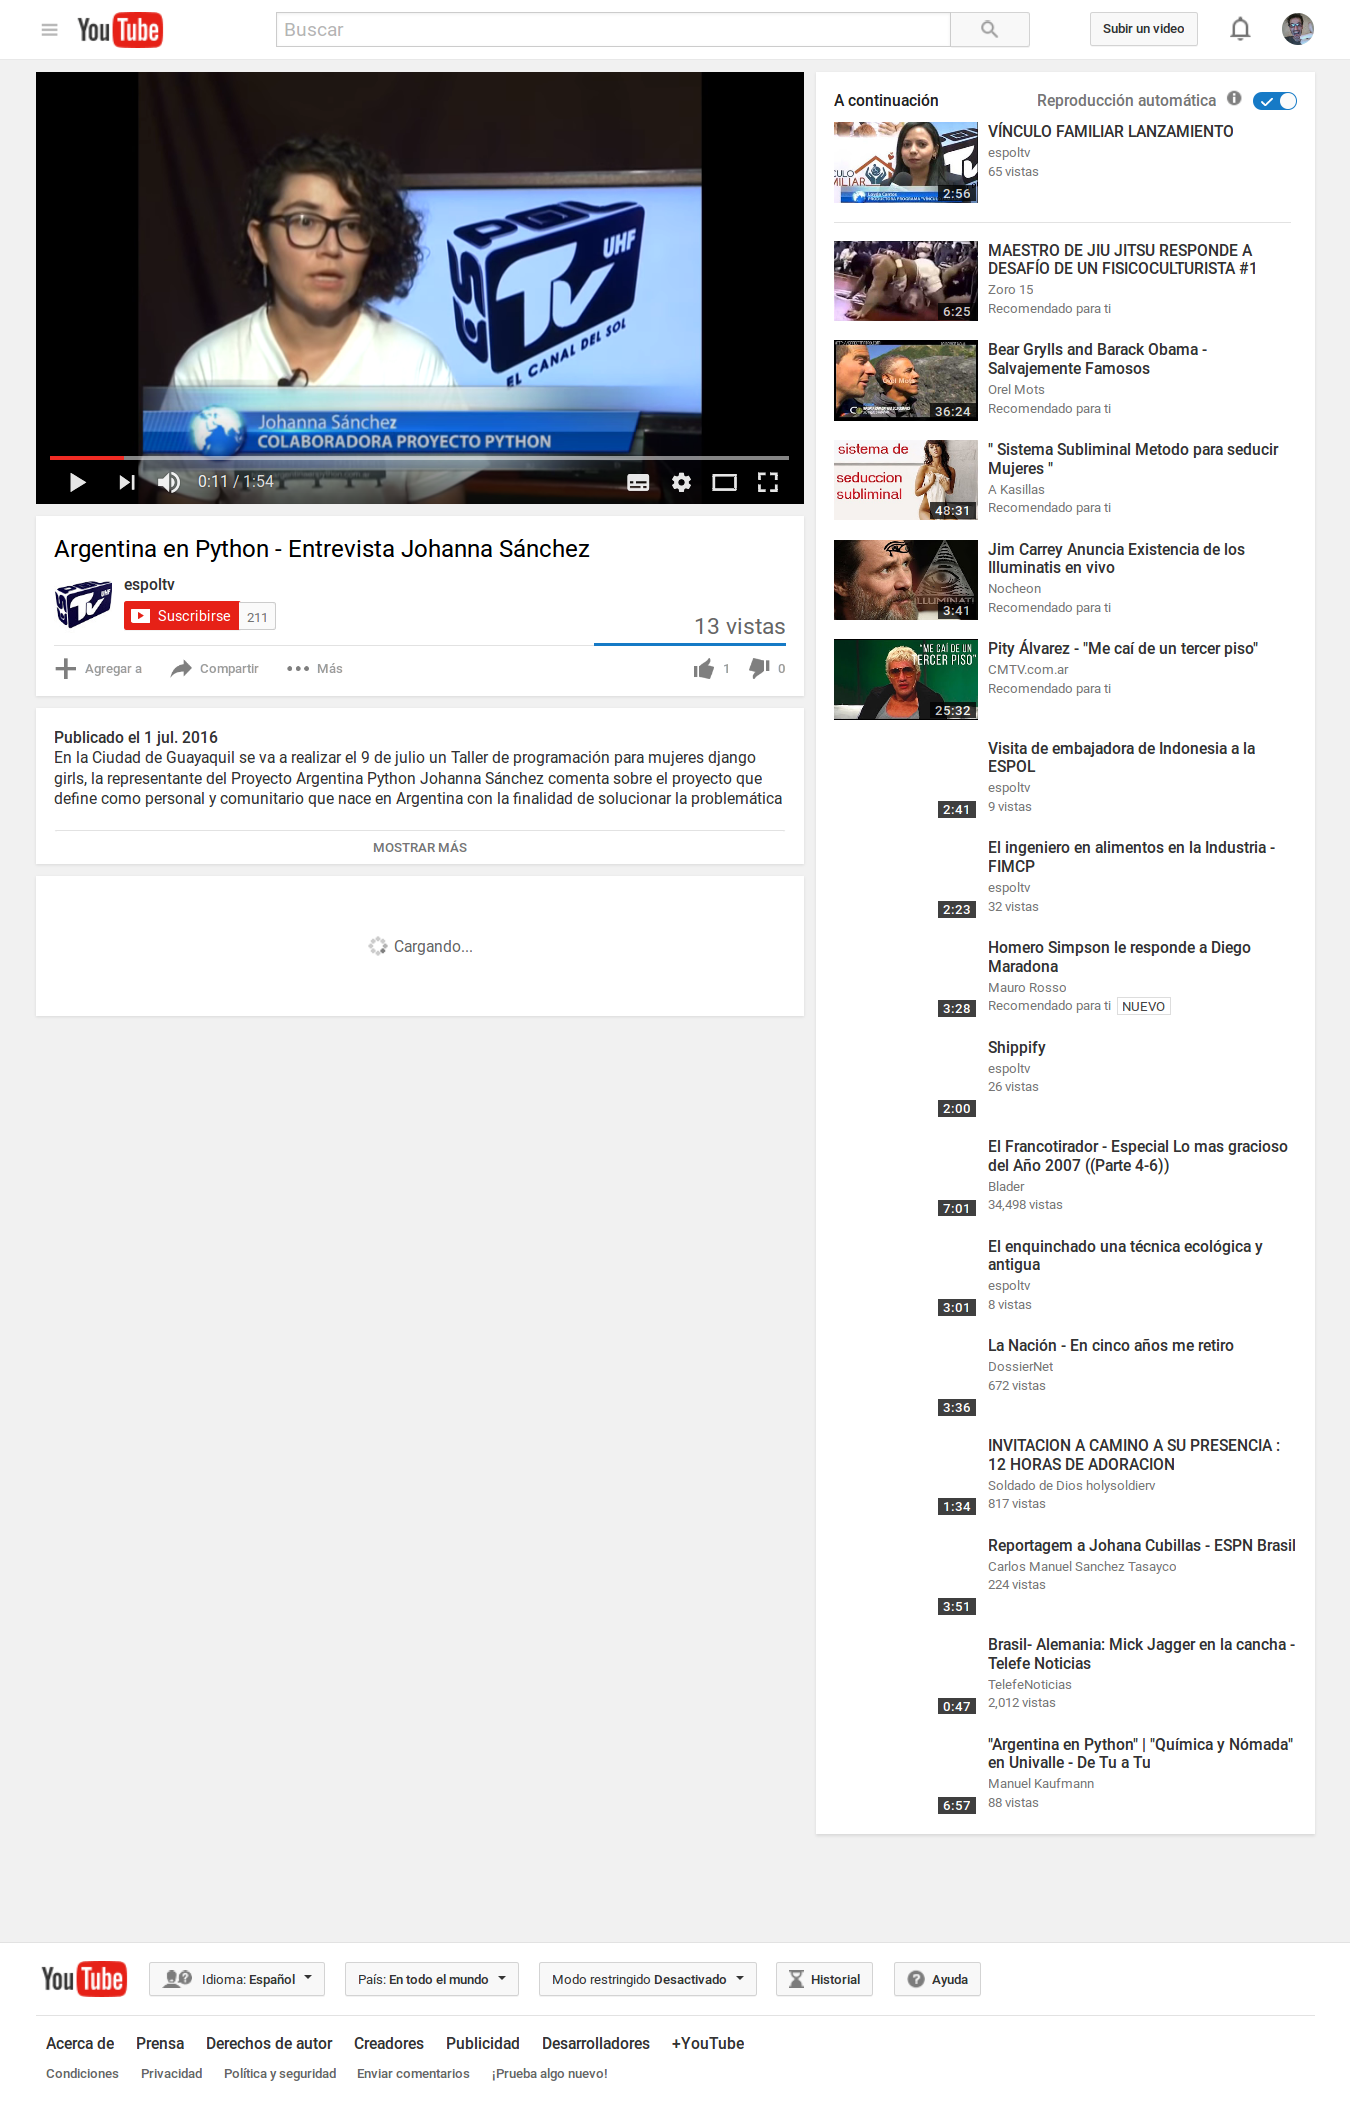 YouTube
Buscar
Subir un video
UHF
TV
EL CANAL DEL SOL
Johanna Sánchez
COLABORADORA PROYECTO PYTHON
0:11 / 1:54
Argentina en Python - Entrevista Johanna Sánchez
UHF
TV
espoltv
Suscribirse 211
13 vistas
Agregar a Compartir Más 1 0
Publicado el 1 jul. 2016
En la Ciudad de Guayaquil se va a realizar el 9 de julio un Taller de programación para mujeres django
girls, la representante del Proyecto Argentina Python Johanna Sánchez comenta sobre el proyecto que
define como personal y comunitario que nace en Argentina con la finalidad de solucionar la problemática
MOSTRAR MÁS
Cargando...
A continuación Reproducción automática
VÍNCULO FAMILIAR LANZAMIENTO
espoltv
65 vistas
2:56
MAESTRO DE JIU JITSU RESPONDE A
DESAFÍO DE UN FISICOCULTURISTA #1
Zoro 15
Recomendado para ti
6:25
Bear Grylls and Barack Obama -
Salvajemente Famosos
Orel Mots
Recomendado para ti
36:24
sistema de
seduccion
subliminal
48:31
" Sistema Subliminal Metodo para seducir
Mujeres "
A Kasillas
Recomendado para ti
ILLUMINATI
3:41
Jim Carrey Anuncia Existencia de los
Illuminatis en vivo
Nocheon
Recomendado para ti
"ME CAÍ DE UN
TERCER PISO"
25:32
Pity Álvarez - "Me caí de un tercer piso"
CMTV.com.ar
Recomendado para ti
Visita de embajadora de Indonesia a la
ESPOL
espoltv
9 vistas
2:41
El ingeniero en alimentos en la Industria -
FIMCP
espoltv
32 vistas
2:23
Homero Simpson le responde a Diego
Maradona
Mauro Rosso
Recomendado para ti NUEVO
3:28
Shippify
espoltv
26 vistas
2:00
El Francotirador - Especial Lo mas gracioso
del Año 2007 ((Parte 4-6))
Blader
34,498 vistas
7:01
El enquinchado una técnica ecológica y
antigua
espoltv
8 vistas
3:01
La Nación - En cinco años me retiro
DossierNet
672 vistas
3:36
INVITACION A CAMINO A SU PRESENCIA :
12 HORAS DE ADORACION
Soldado de Dios holysoldierv
817 vistas
1:34
Reportagem a Johana Cubillas - ESPN Brasil
Carlos Manuel Sanchez Tasayco
224 vistas
3:51
Brasil- Alemania: Mick Jagger en la cancha -
Telefe Noticias
TelefeNoticias
2,012 vistas
0:47
"Argentina en Python" | "Química y Nómada"
en Univalle - De Tu a Tu
Manuel Kaufmann
88 vistas
6:57
YouTube
Idioma: Español
País: En todo el mundo
Modo restringido Desactivado
Historial
Ayuda
Acerca de Prensa Derechos de autor Creadores Publicidad Desarrolladores +YouTube
Condiciones Privacidad Política y seguridad Enviar comentarios ¡Prueba algo nuevo!